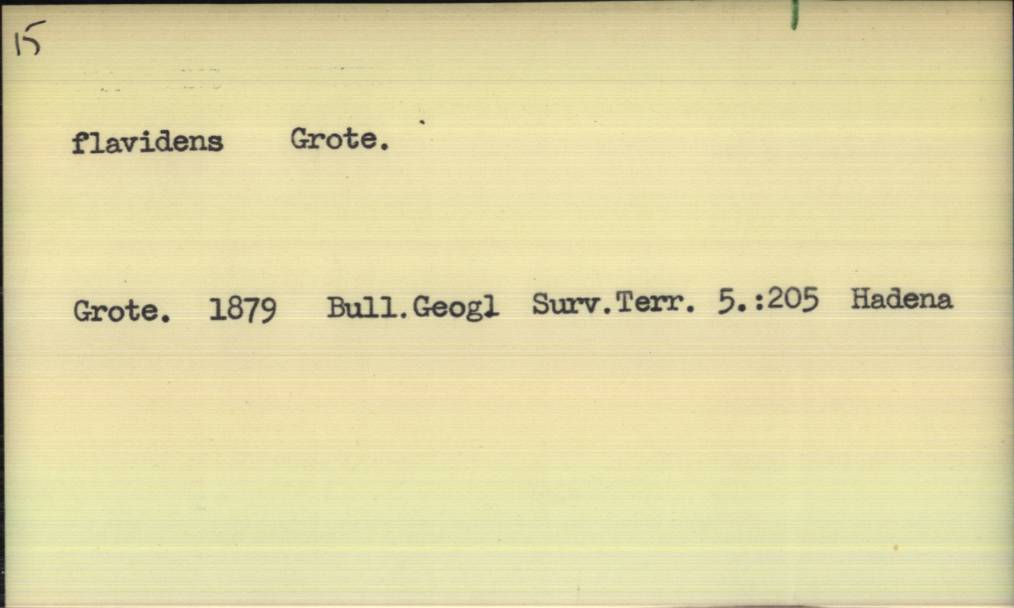 15
flavidens Grote.
Grote. 1879 Bull.Geogl Surv.Terr. 5.:205 Hadena